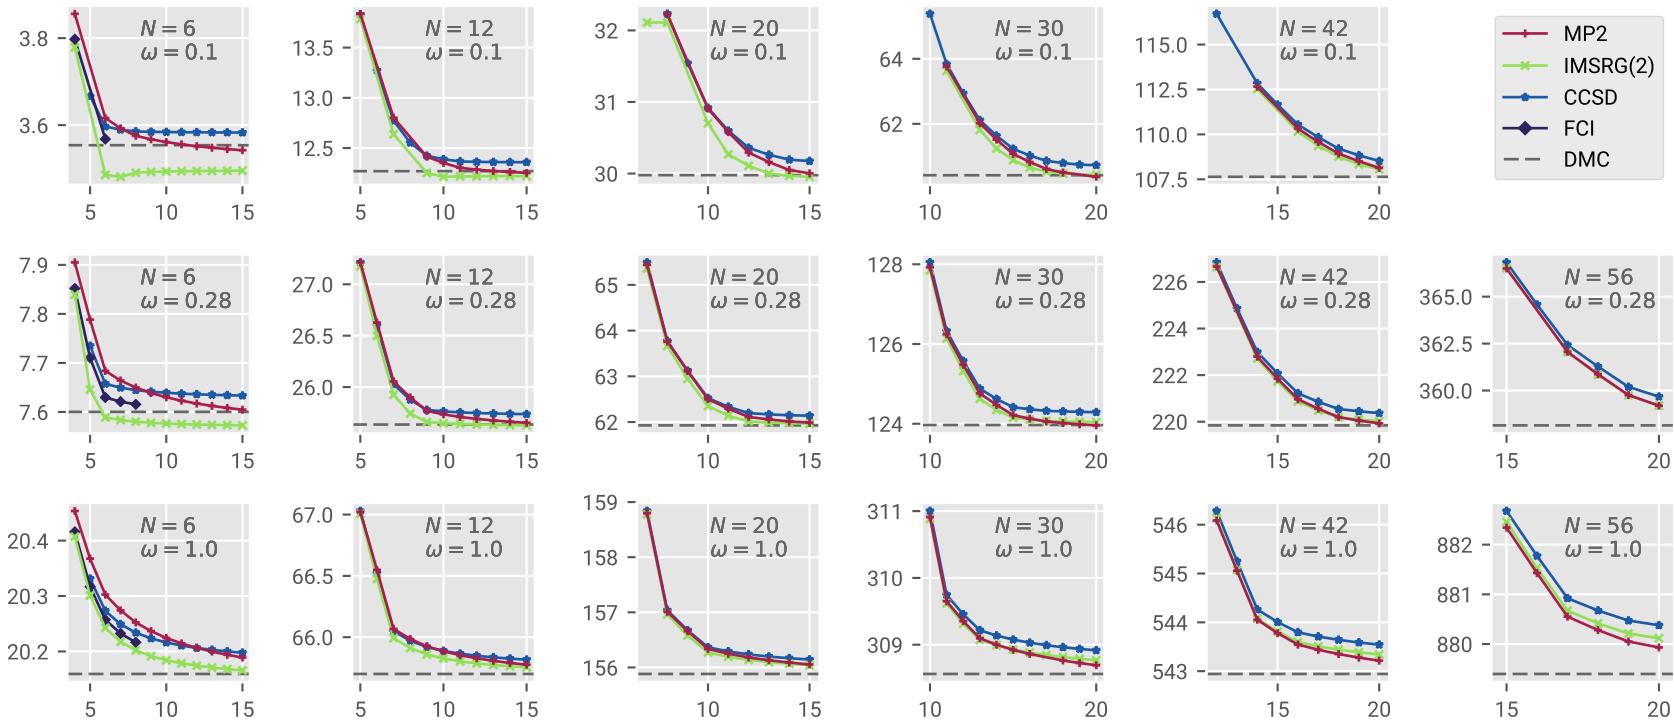 N = 6
ω = 0.1
3.8
3.6
5 10 15
N = 12
ω = 0.1
13.5
13.0
12.5
5 10 15
N = 20
ω = 0.1
32
31
30
10 15
N = 30
ω = 0.1
64
62
10 15 20
N = 42
ω = 0.1
115.0
112.5
110.0
107.5
15 20
MP2
IMSRG(2)
CCSD
FCI
DMC
N = 6
ω = 0.28
7.9
7.8
7.7
7.6
5 10 15
N = 12
ω = 0.28
27.0
26.5
26.0
5 10 15
N = 20
ω = 0.28
65
64
63
62
10 15
N = 30
ω = 0.28
128
126
124
10 15 20
N = 42
ω = 0.28
226
224
222
220
15 20
N = 56
ω = 0.28
365.0
362.5
360.0
15 20
N = 6
ω = 1.0
20.4
20.3
20.2
5 10 15
N = 12
ω = 1.0
67.0
66.5
66.0
5 10 15
N = 20
ω = 1.0
159
158
157
156
10 15
N = 30
ω = 1.0
311
310
309
10 15 20
N = 42
ω = 1.0
546
545
544
543
15 20
N = 56
ω = 1.0
882
881
880
15 20